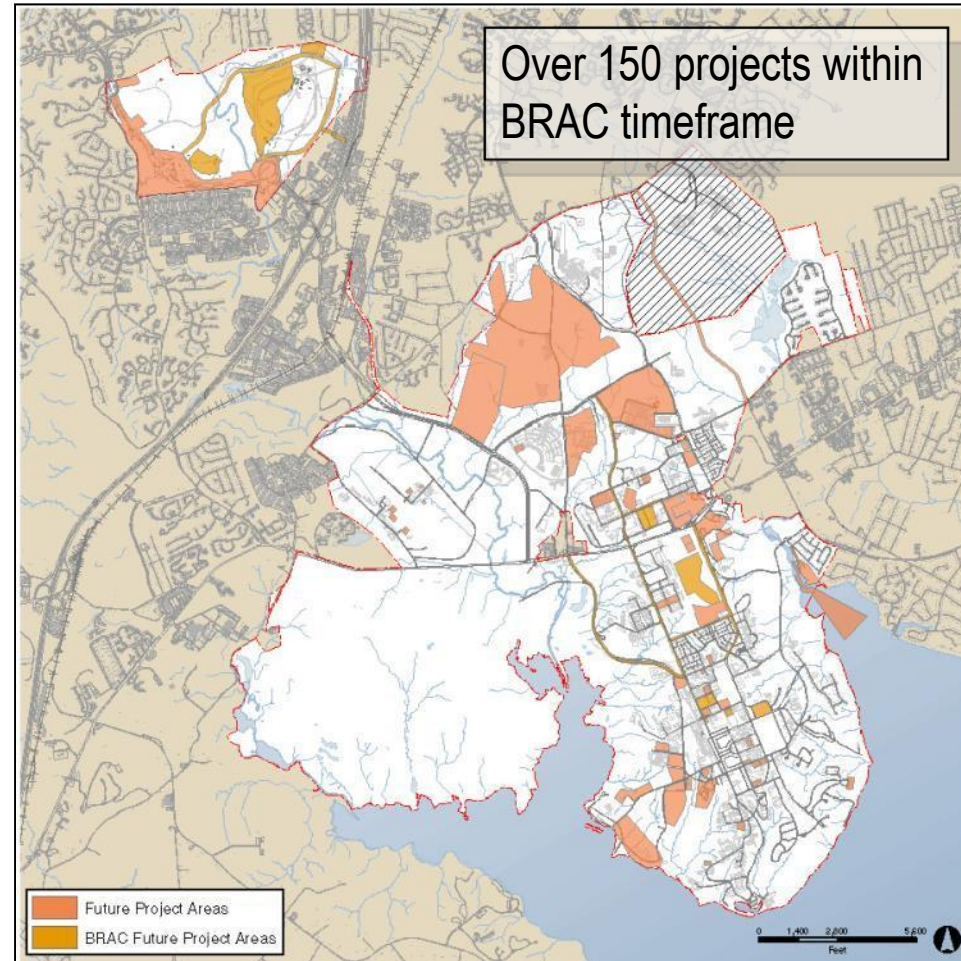 Over 150 projects within
BRAC timeframe
Future Project Areas
BRAC Future Project Areas
0 1,400 2,800 5,600
Feet